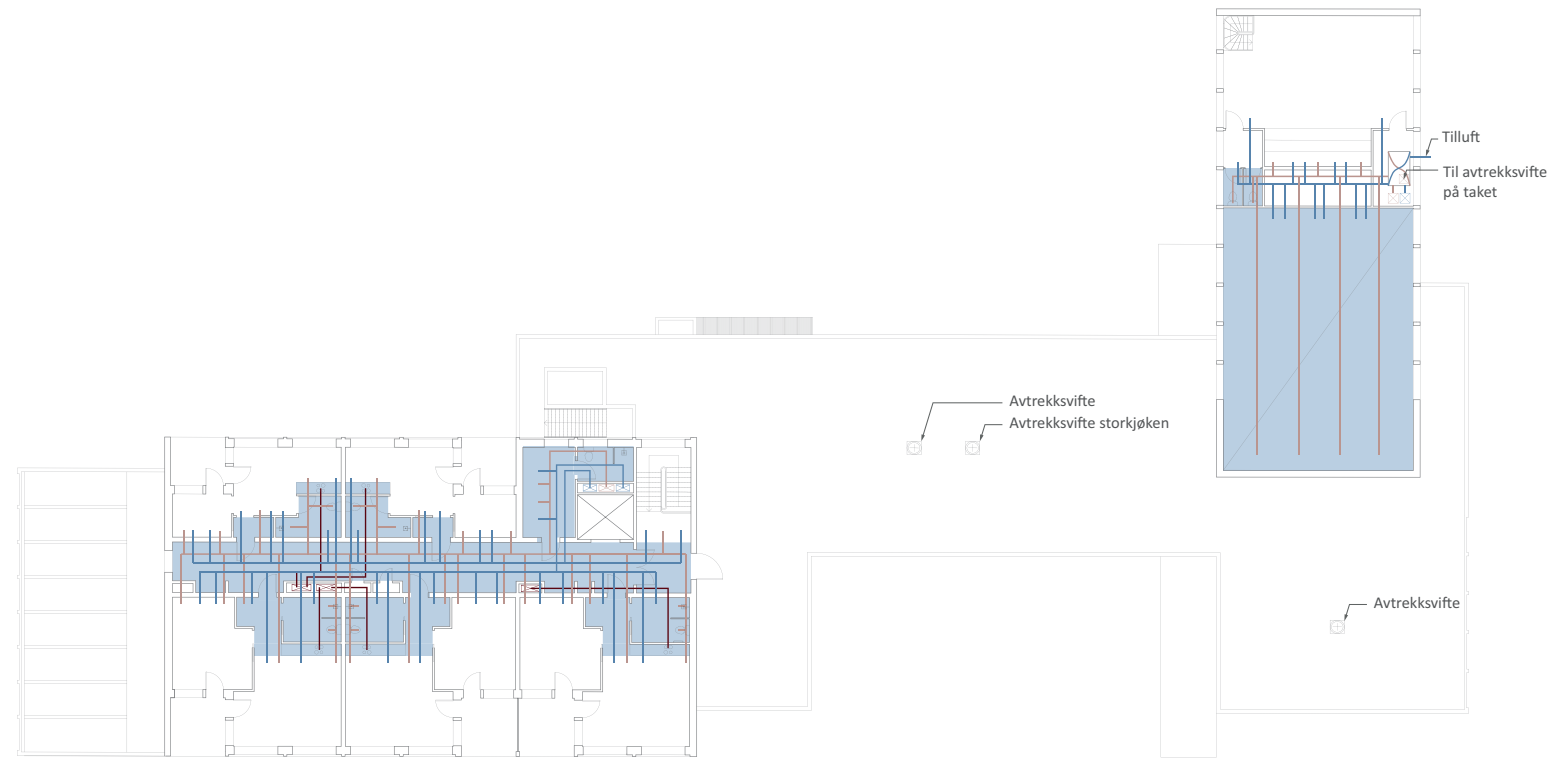 Tilluft
Til avtrekksvifte
på taket
Avtrekksvifte
Avtrekksvifte storkjøken
Avtrekksvifte